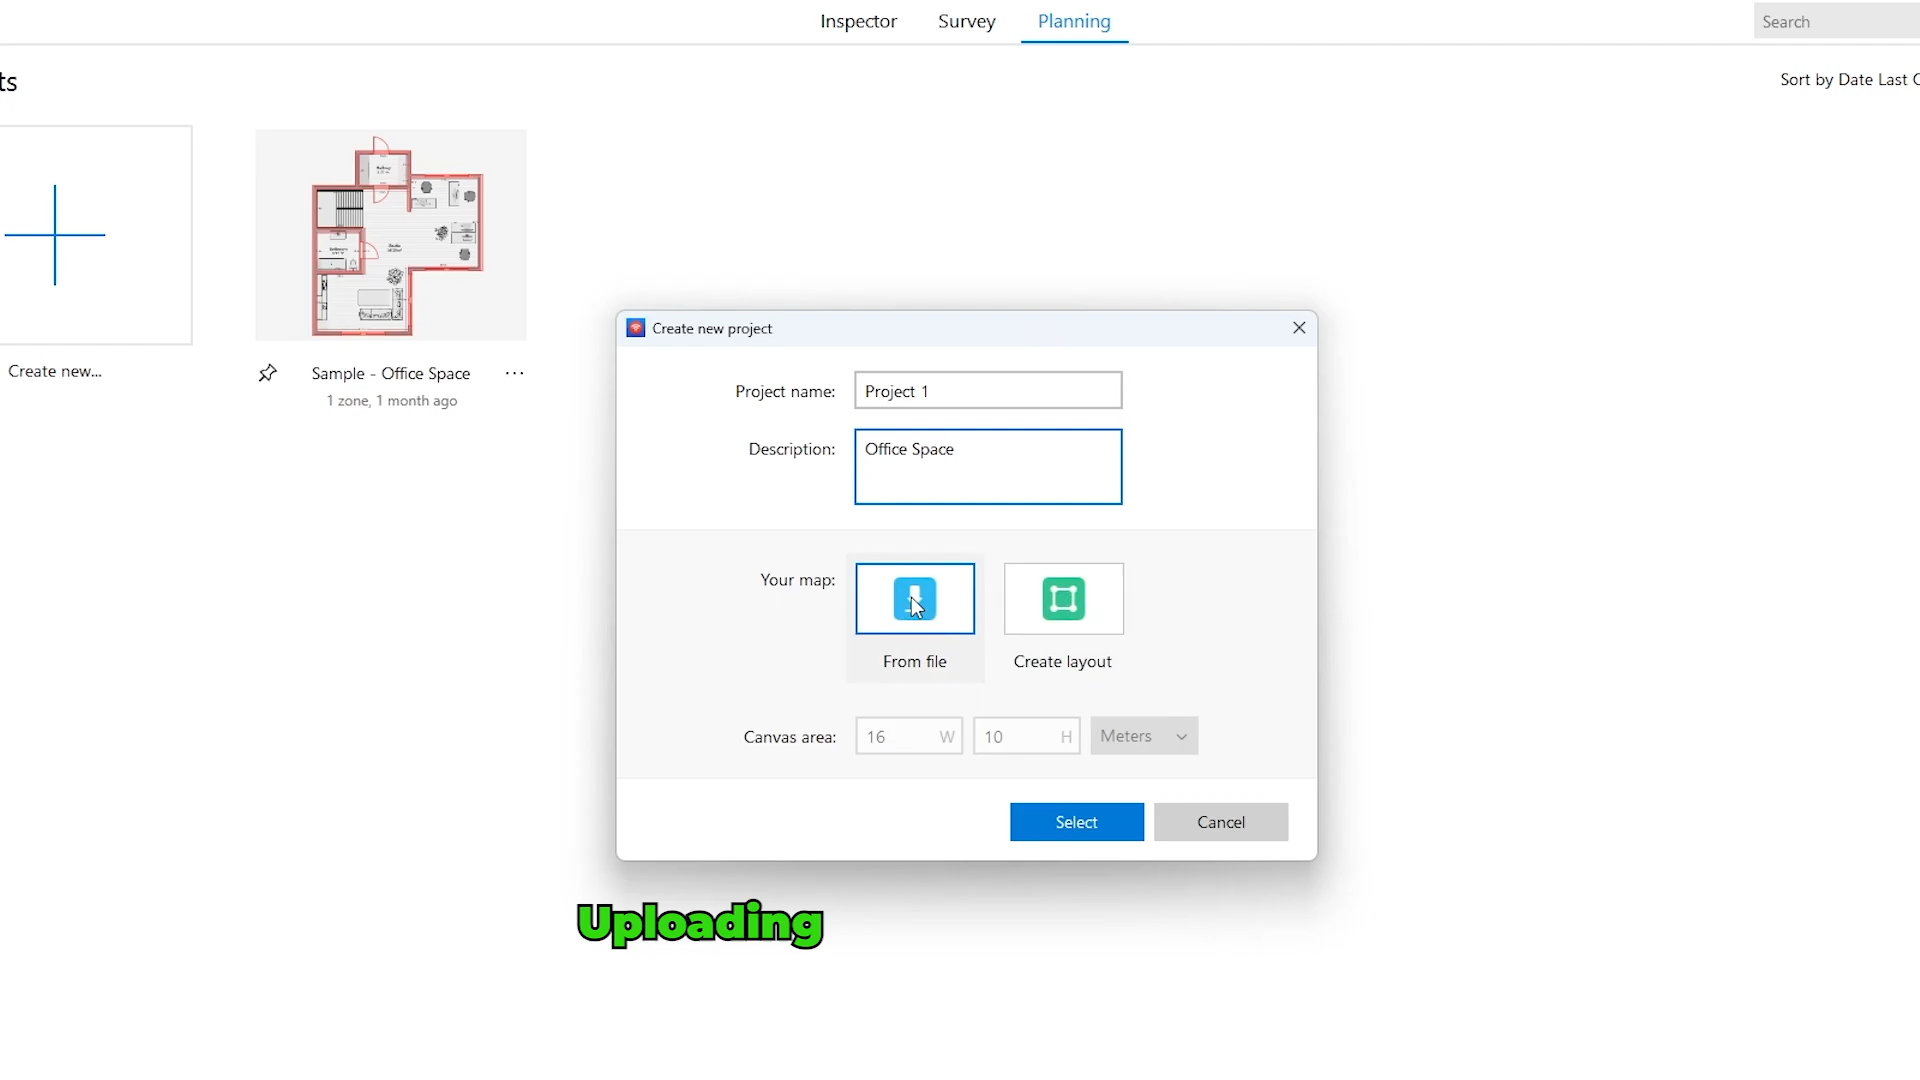 Inspector
Survey
Planning
Search
ts
Sort by Date Last C
Create new...
Sample - Office Space
1 zone, 1 month ago
Create new project
Project name:
Project 1
Description:
Office Space
Your map:
From file
Create layout
Canvas area:
16 W
10 H
Meters
Select
Cancel
Uploading